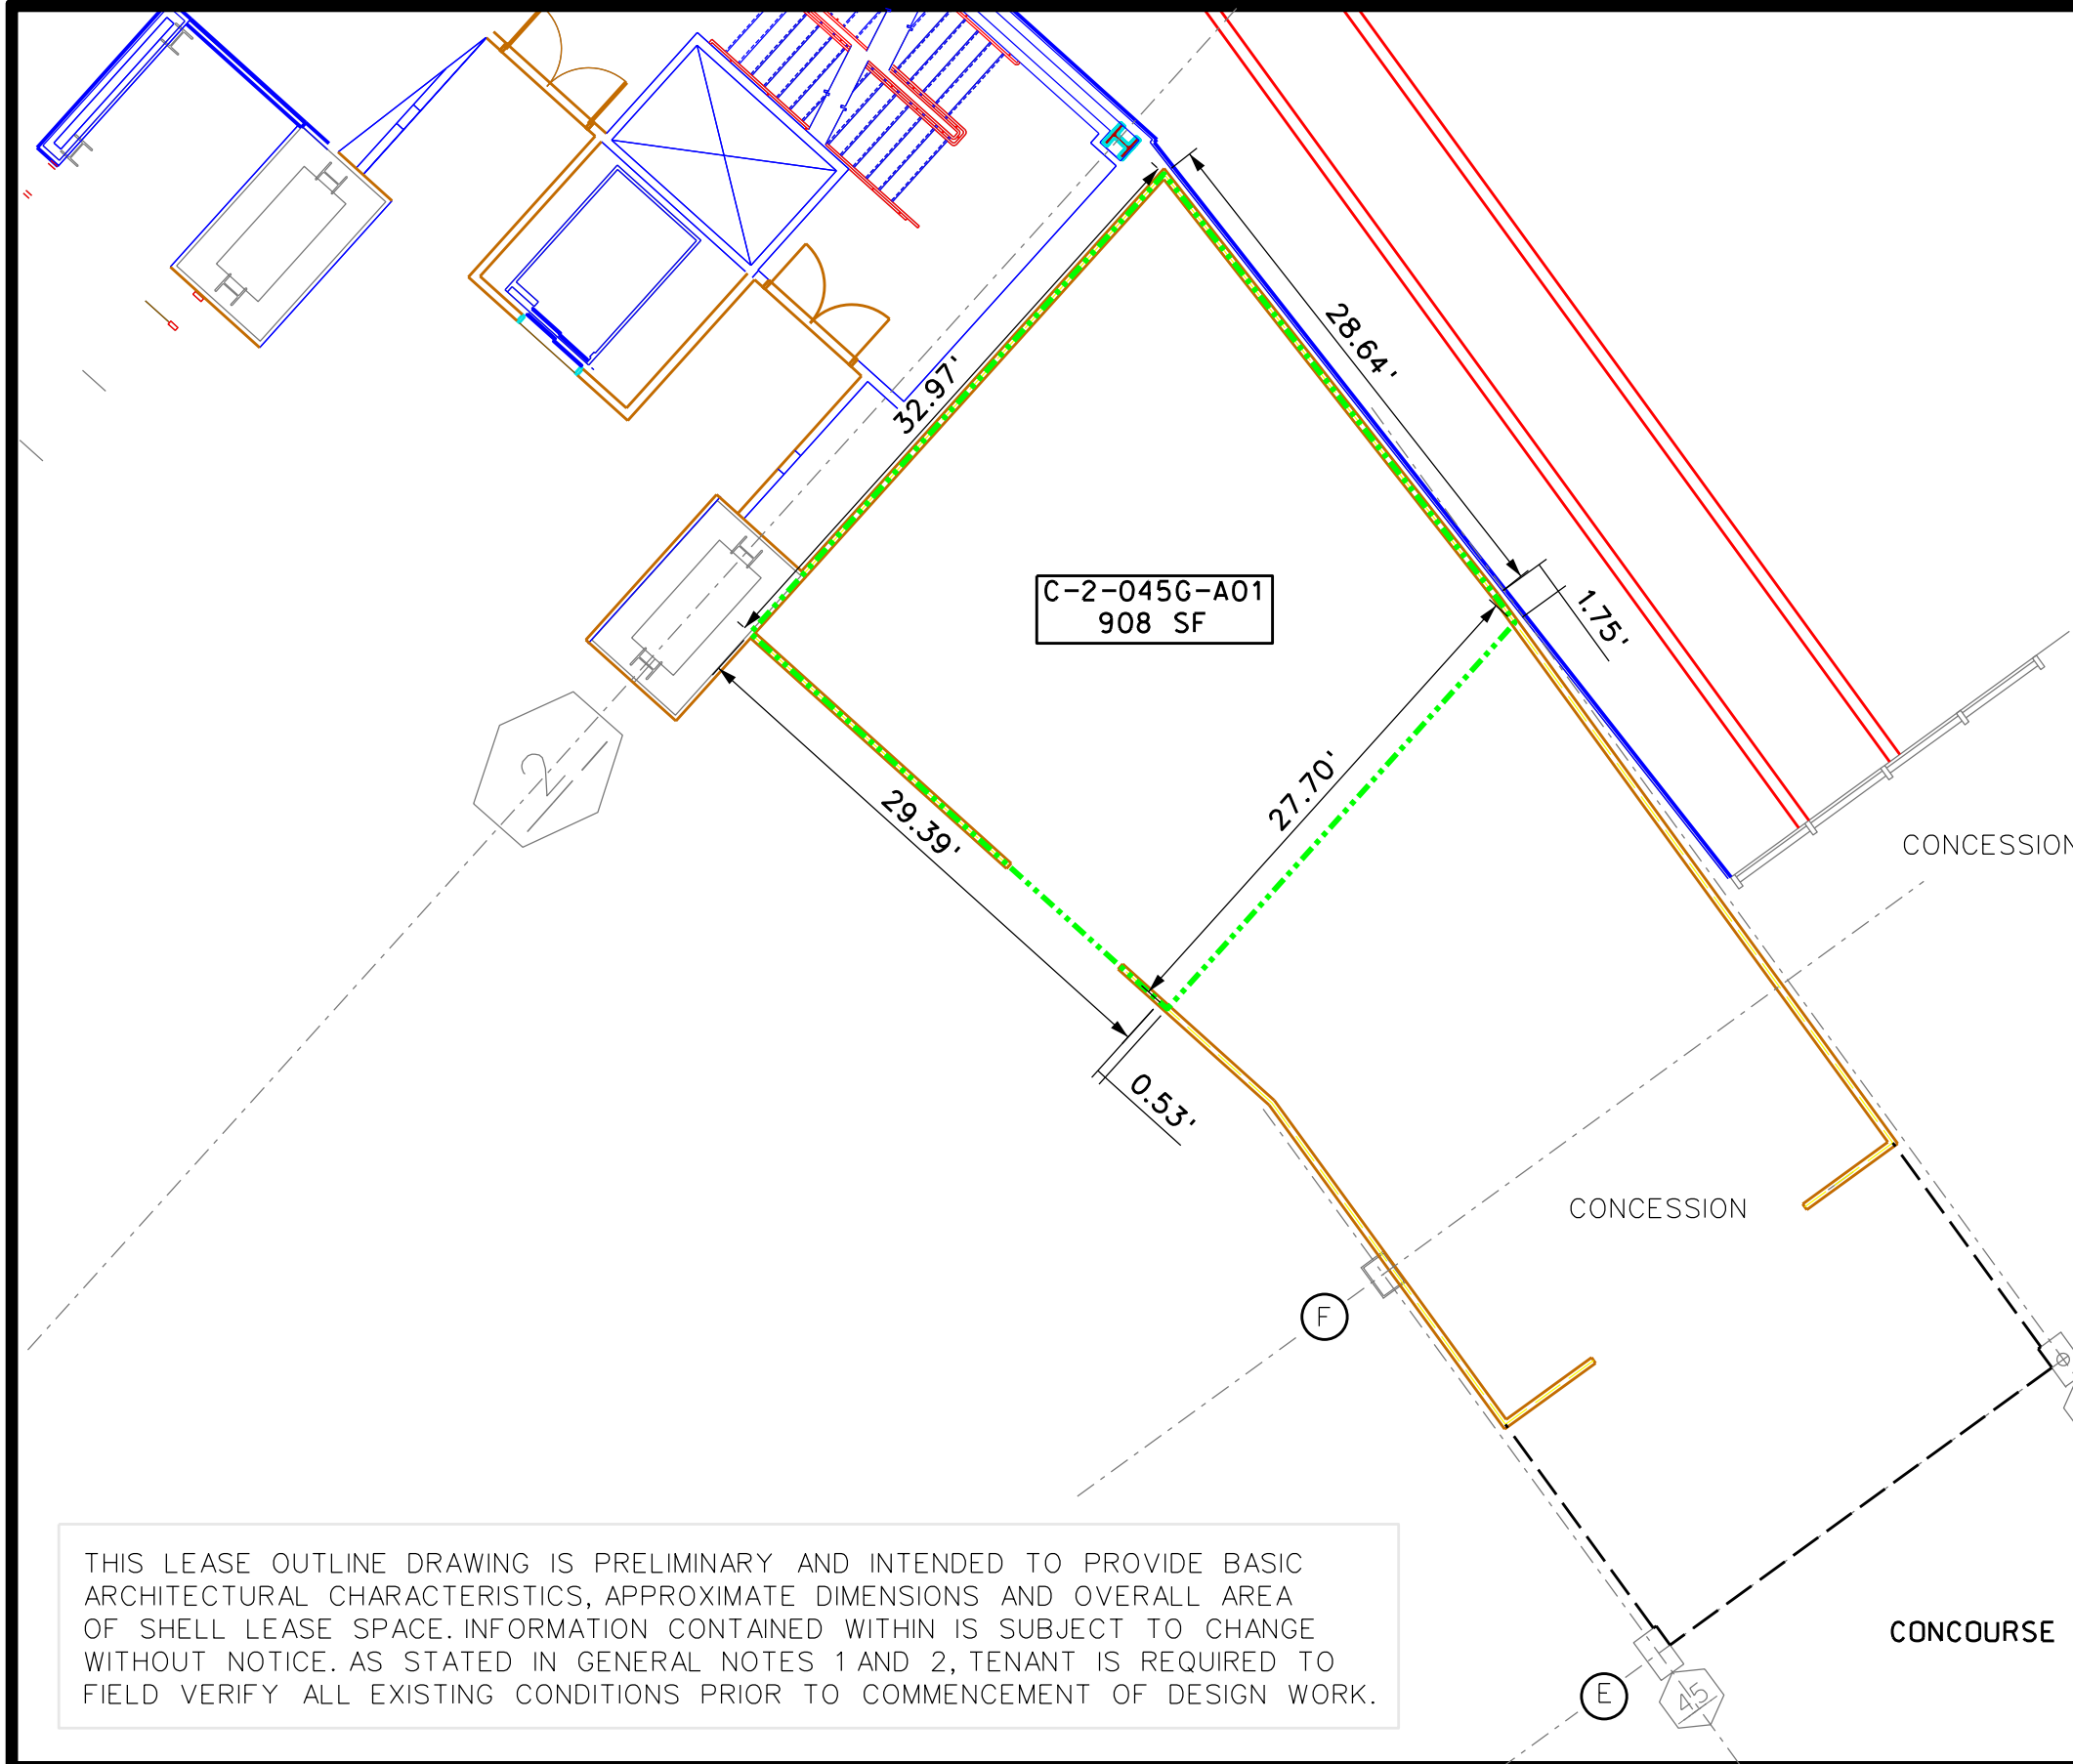 32.97'
28.64'
C-2-045G-A01
908 SF
1.75'
2
29.39'
27.70'
CONCESSION
0.53'
CONCESSION
F
THIS LEASE OUTLINE DRAWING IS PRELIMINARY AND INTENDED TO PROVIDE BASIC
ARCHITECTURAL CHARACTERISTICS, APPROXIMATE DIMENSIONS AND OVERALL AREA
OF SHELL LEASE SPACE. INFORMATION CONTAINED WITHIN IS SUBJECT TO CHANGE
WITHOUT NOTICE. AS STATED IN GENERAL NOTES 1 AND 2, TENANT IS REQUIRED TO
FIELD VERIFY ALL EXISTING CONDITIONS PRIOR TO COMMENCEMENT OF DESIGN WORK.
CONCOURSE
E
45